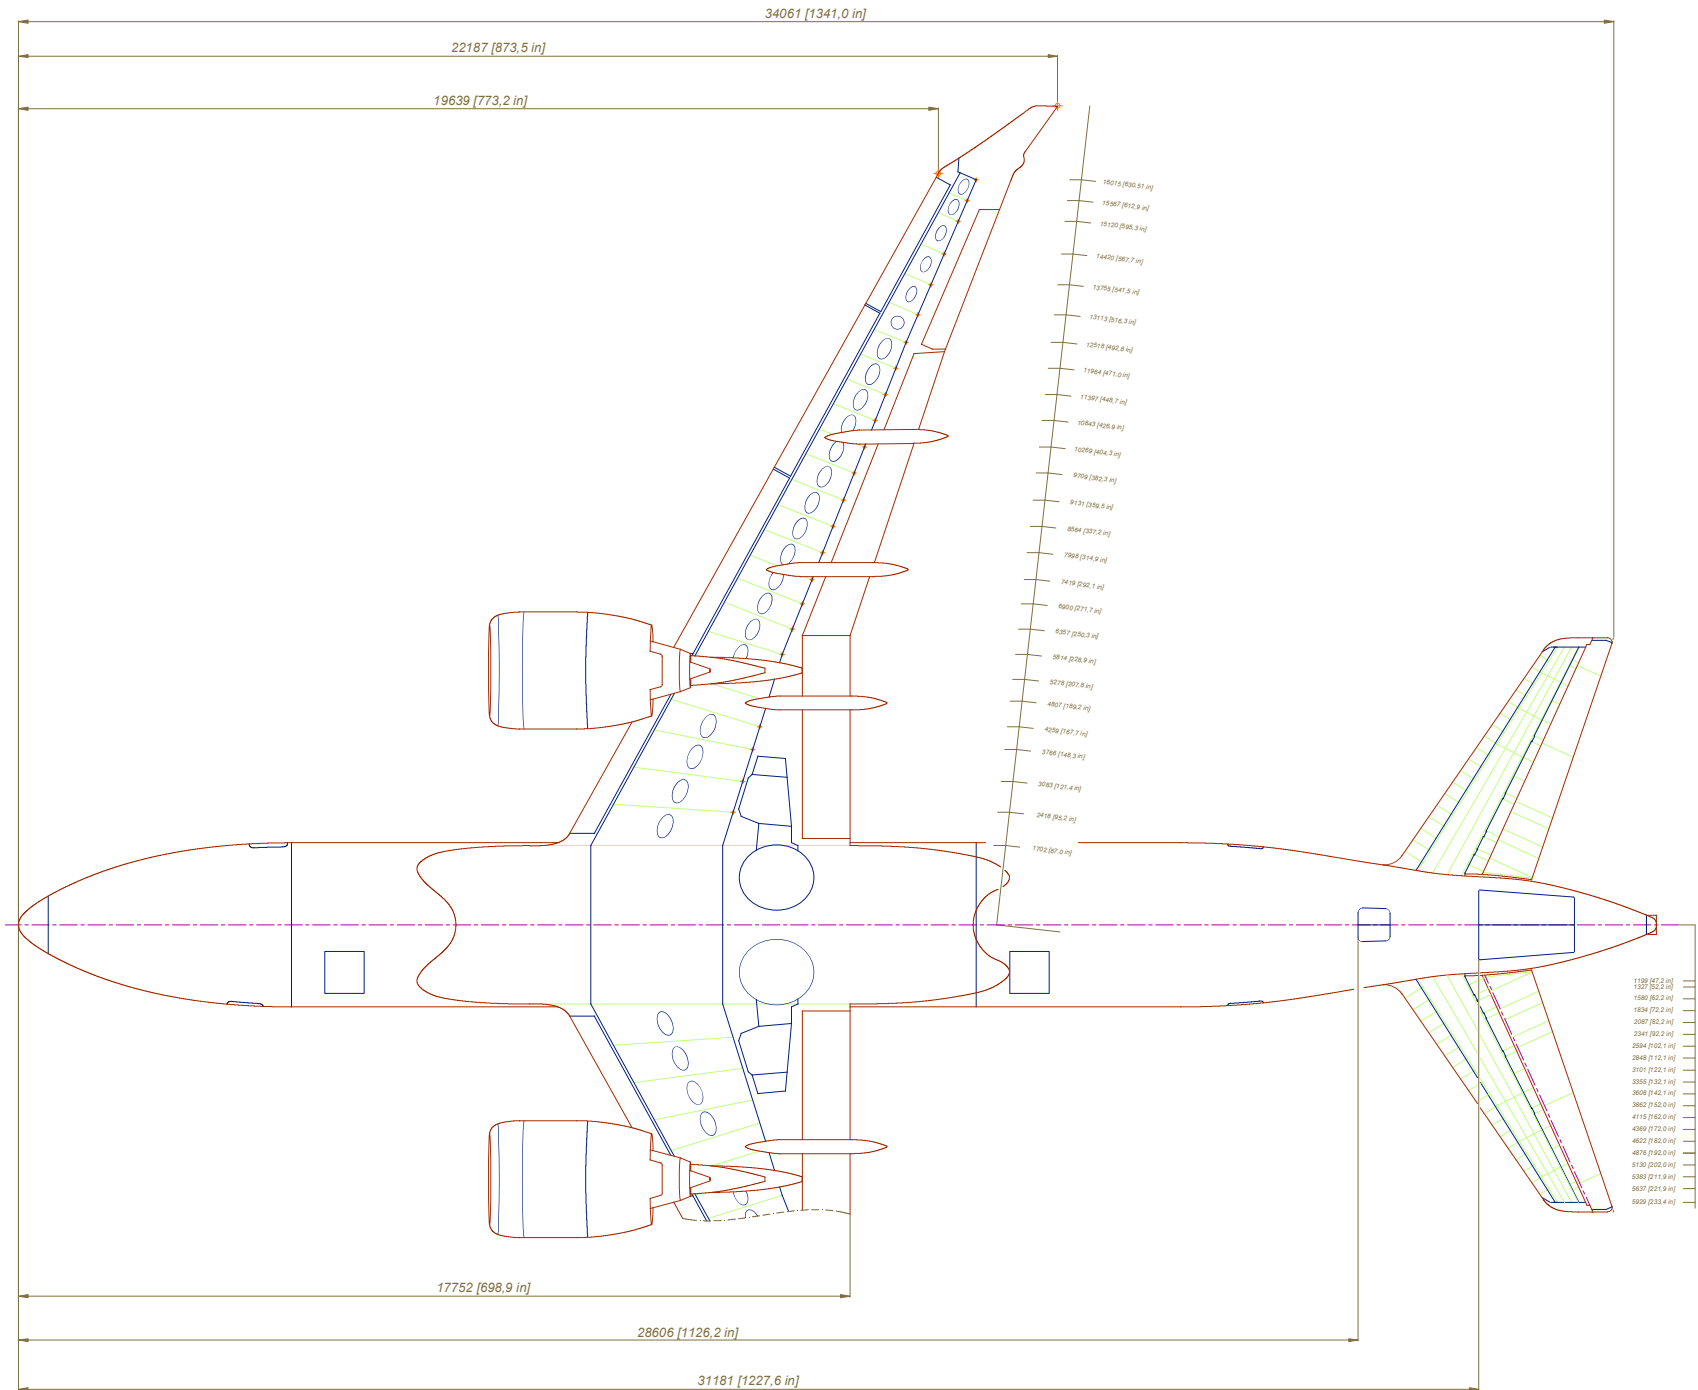 34061 [1341,0 in]
22187 [873,5 in]
19639 [773,2 in]
16015 [630,51 in]
15567 [612,9 in]
15120 [595,3 in]
14420 [567,7 in]
13755 [541,5 in]
13113 [516,3 in]
12518 [492,8 in]
11964 [471,0 in]
11397 [448,7 in]
10843 [426,9 in]
10269 [404,3 in]
9709 [382,3 in]
9131 [359,5 in]
8564 [337,2 in]
7998 [314,9 in]
7419 [292,1 in]
6900 [271,7 in]
6357 [250,3 in]
5814 [228,9 in]
5278 [207,8 in]
4807 [189,2 in]
4259 [167,7 in]
3766 [148,3 in]
3083 [121,4 in]
2418 [95,2 in]
1702 [67,0 in]
1199 [47,2 in]
1327 [52,2 in]
1580 [62,2 in]
1834 [72,2 in]
2087 [82,2 in]
2341 [92,2 in]
2594 [102,1 in]
2848 [112,1 in]
3101 [122,1 in]
3355 [132,1 in]
3608 [142,1 in]
3862 [152,0 in]
4115 [162,0 in]
4369 [172,0 in]
4622 [182,0 in]
4876 [192,0 in]
5130 [202,0 in]
5383 [211,9 in]
5637 [221,9 in]
5929 [233,4 in]
17752 [698,9 in]
28606 [1126,2 in]
31181 [1227,6 in]